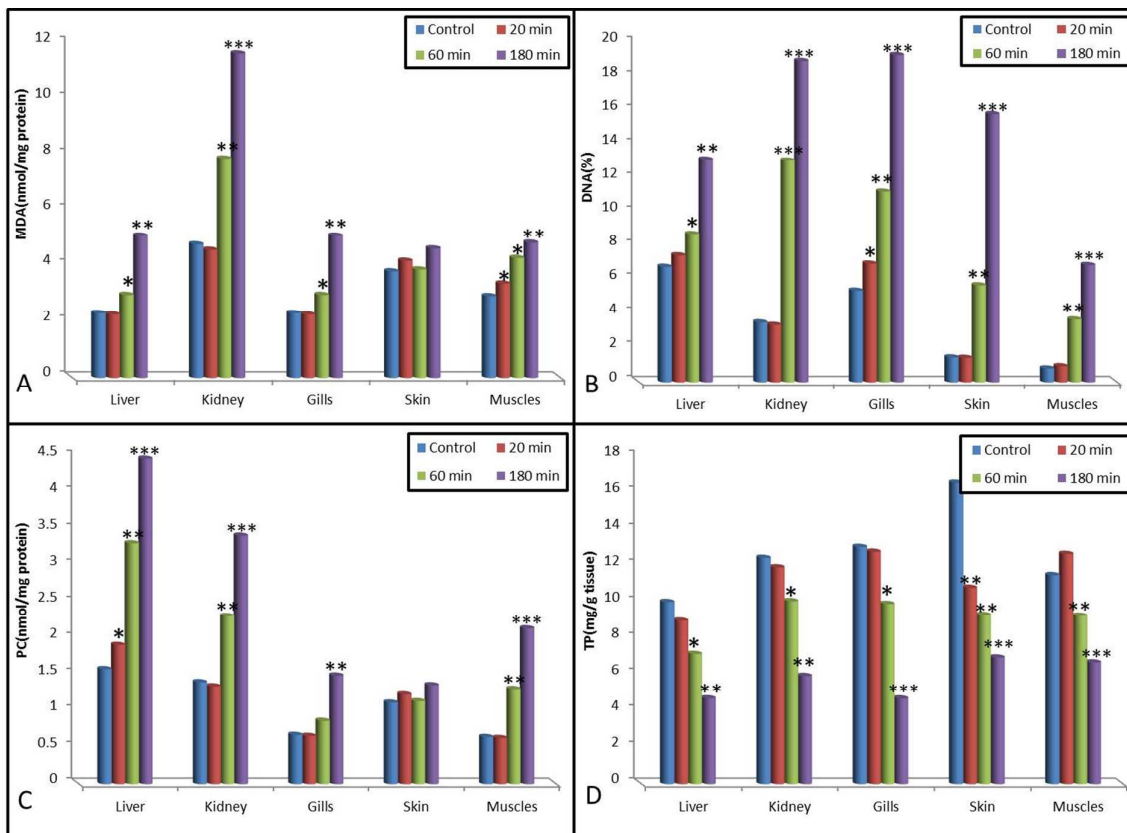 Control 20 min
60 min 180 min
MDA(nmol/mg protein)
12
10
8
6
4
2
0
** * *** ** ** * ** * *
Liver Kidney Gills Skin Muscles
A
Control 20 min
60 min 180 min
DNA(%)
20
18
16
14
12
10
8
6
4
2
0
** * *** *** *** ** * *** ** *** **
Liver Kidney Gills Skin Muscles
B
Control 20 min
60 min 180 min
PC(nmol/mg protein)
4.5
4
3.5
3
2.5
2
1.5
1
0.5
0
*** ** * *** ** ** *** **
Liver Kidney Gills Skin Muscles
C
Control 20 min
60 min 180 min
TP(mg/g tissue)
18
16
14
12
10
8
6
4
2
0
* ** * ** * *** ** ** *** ** ***
Liver Kidney Gills Skin Muscles
D